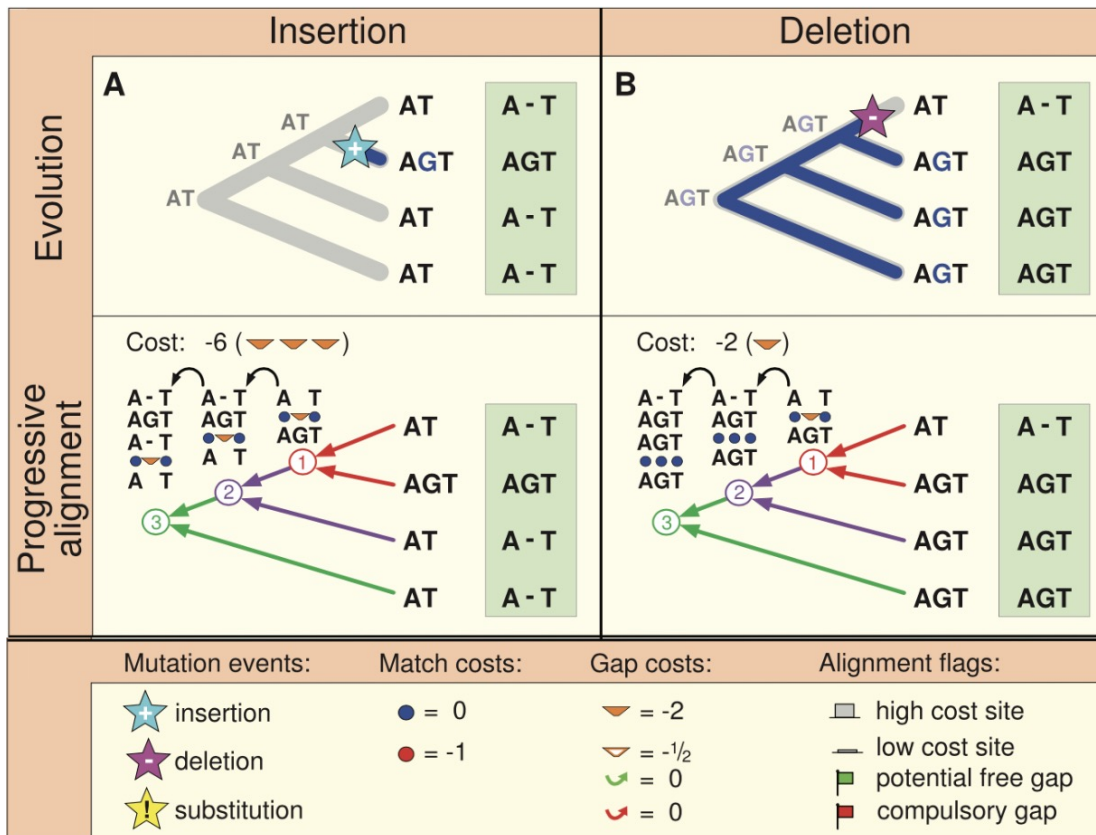 Insertion
Deletion
Evolution
A
AT
AT
AT
AT
AGT
AT
AT
A - T
AGT
A - T
A - T
B
AGT
AGT
AGT
AT
AGT
AGT
AGT
A - T
AGT
AGT
AGT
Progressive
alignment
Cost: -6 ( )
A - T
AGT
A - T
A T
A - T
AGT
A T
A T
AGT
1
2
3
AT
AGT
AT
AT
A - T
AGT
A - T
A - T
Cost: -2 ( )
A - T
AGT
AGT
AGT
A - T
AGT
AGT
A T
AGT
1
2
3
AT
AGT
AGT
AGT
A - T
AGT
AGT
AGT
Mutation events:
+ insertion
- deletion
! substitution
Match costs:
= 0
= -1
Gap costs:
= -2
= -1/2
= 0
= 0
Alignment flags:
high cost site
low cost site
potential free gap
compulsory gap